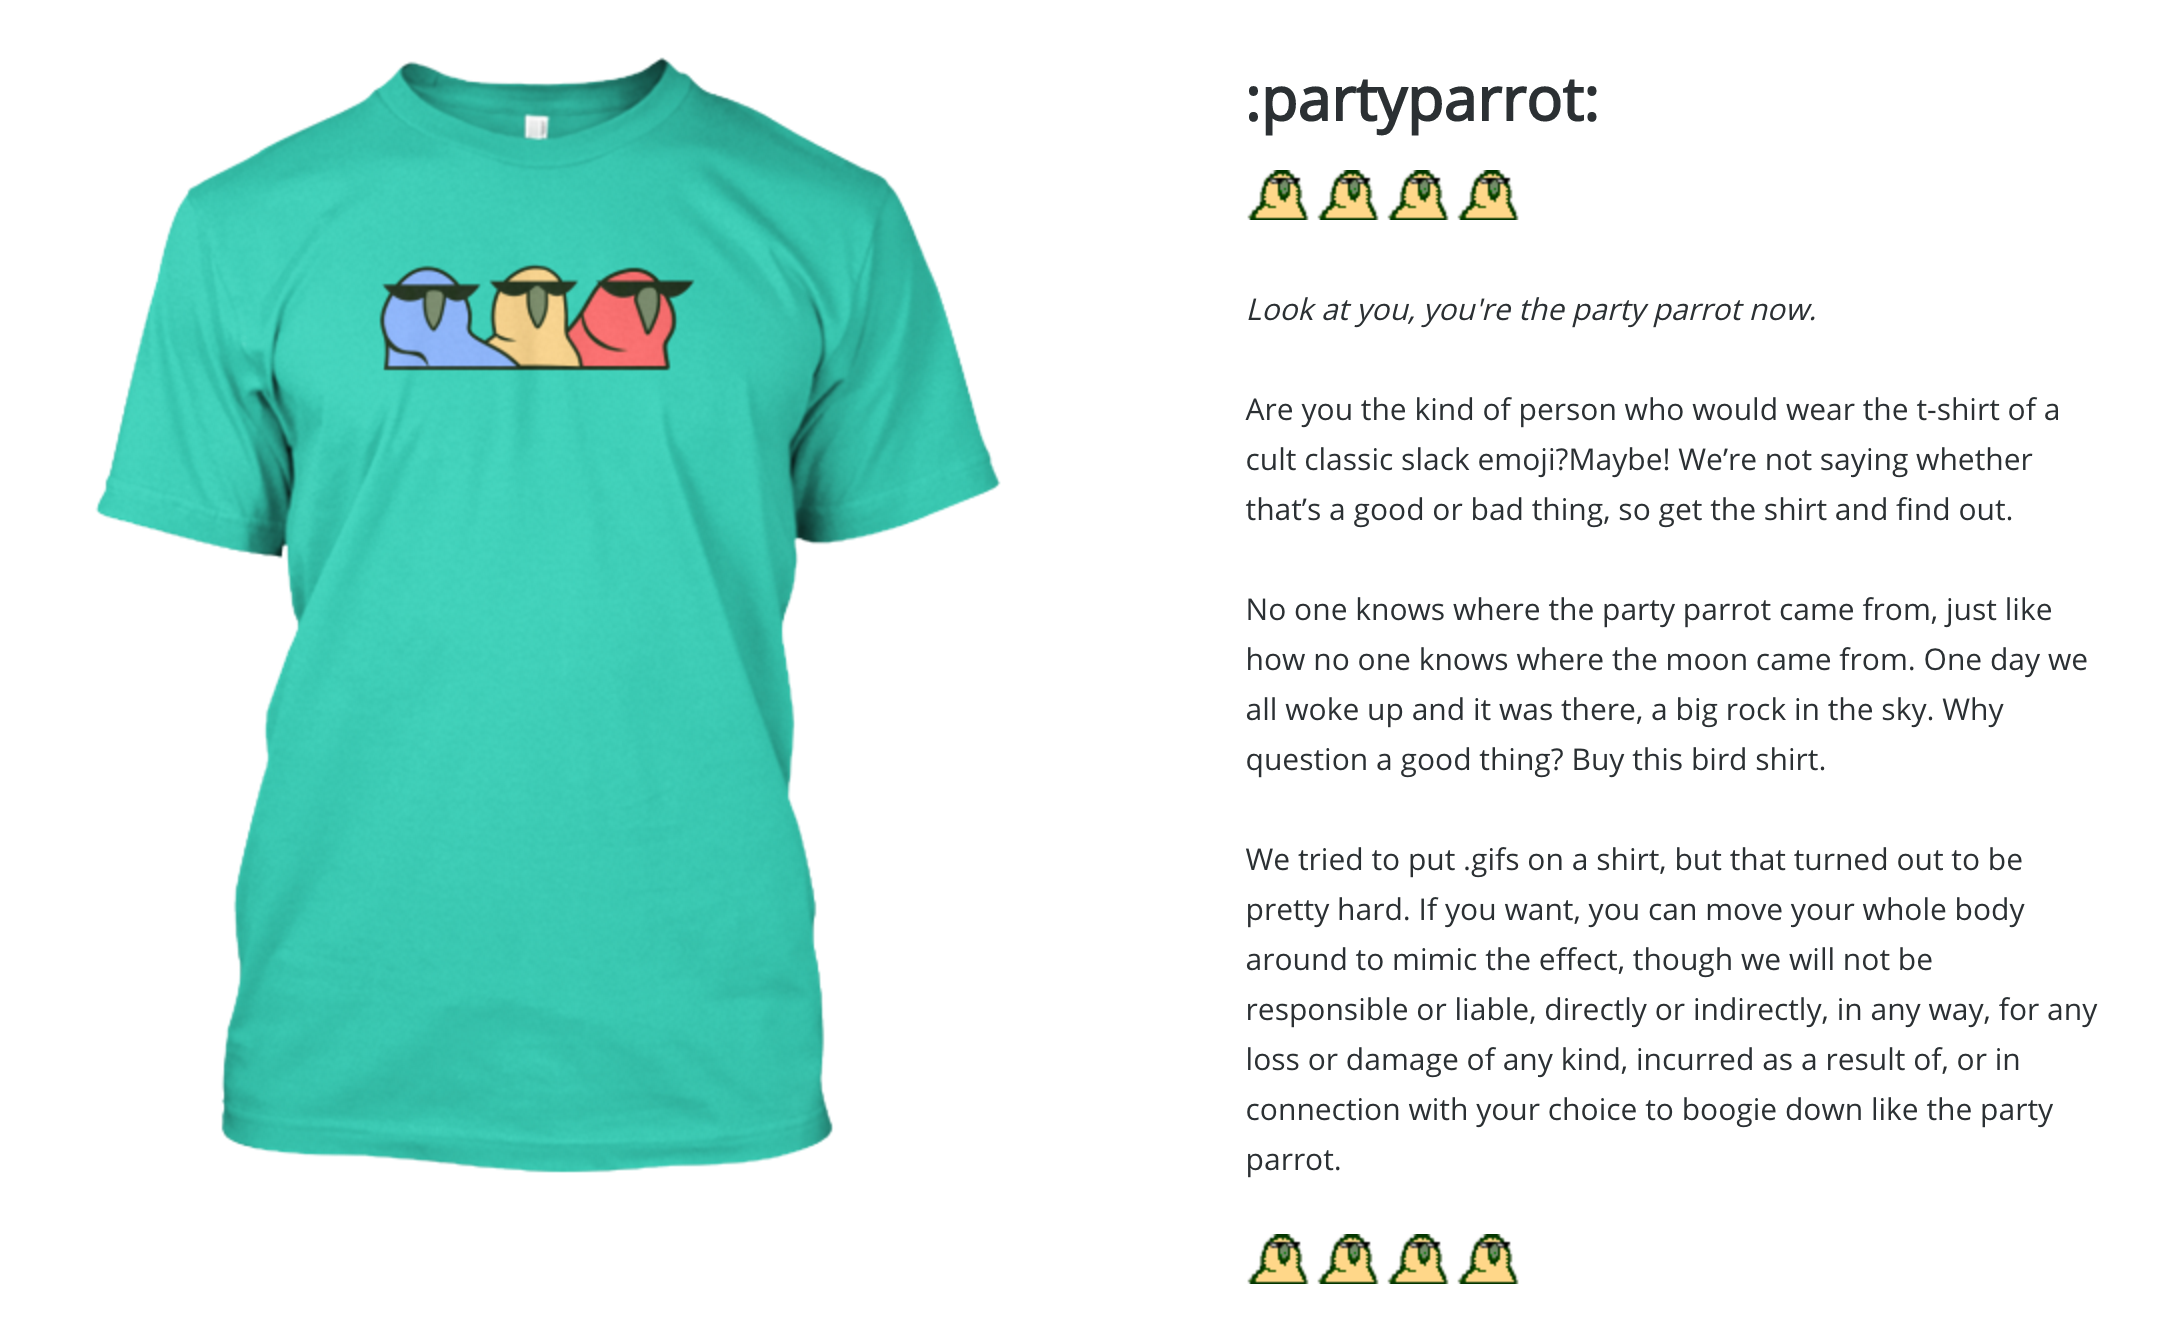 :partyparrot:
Look at you, you're the party parrot now.
Are you the kind of person who would wear the t-shirt of a
cult classic slack emoji?Maybe! We’re not saying whether
that’s a good or bad thing, so get the shirt and find out.
No one knows where the party parrot came from, just like
how no one knows where the moon came from. One day we
all woke up and it was there, a big rock in the sky. Why
question a good thing? Buy this bird shirt.
We tried to put .gifs on a shirt, but that turned out to be
pretty hard. If you want, you can move your whole body
around to mimic the effect, though we will not be
responsible or liable, directly or indirectly, in any way, for any
loss or damage of any kind, incurred as a result of, or in
connection with your choice to boogie down like the party
parrot.